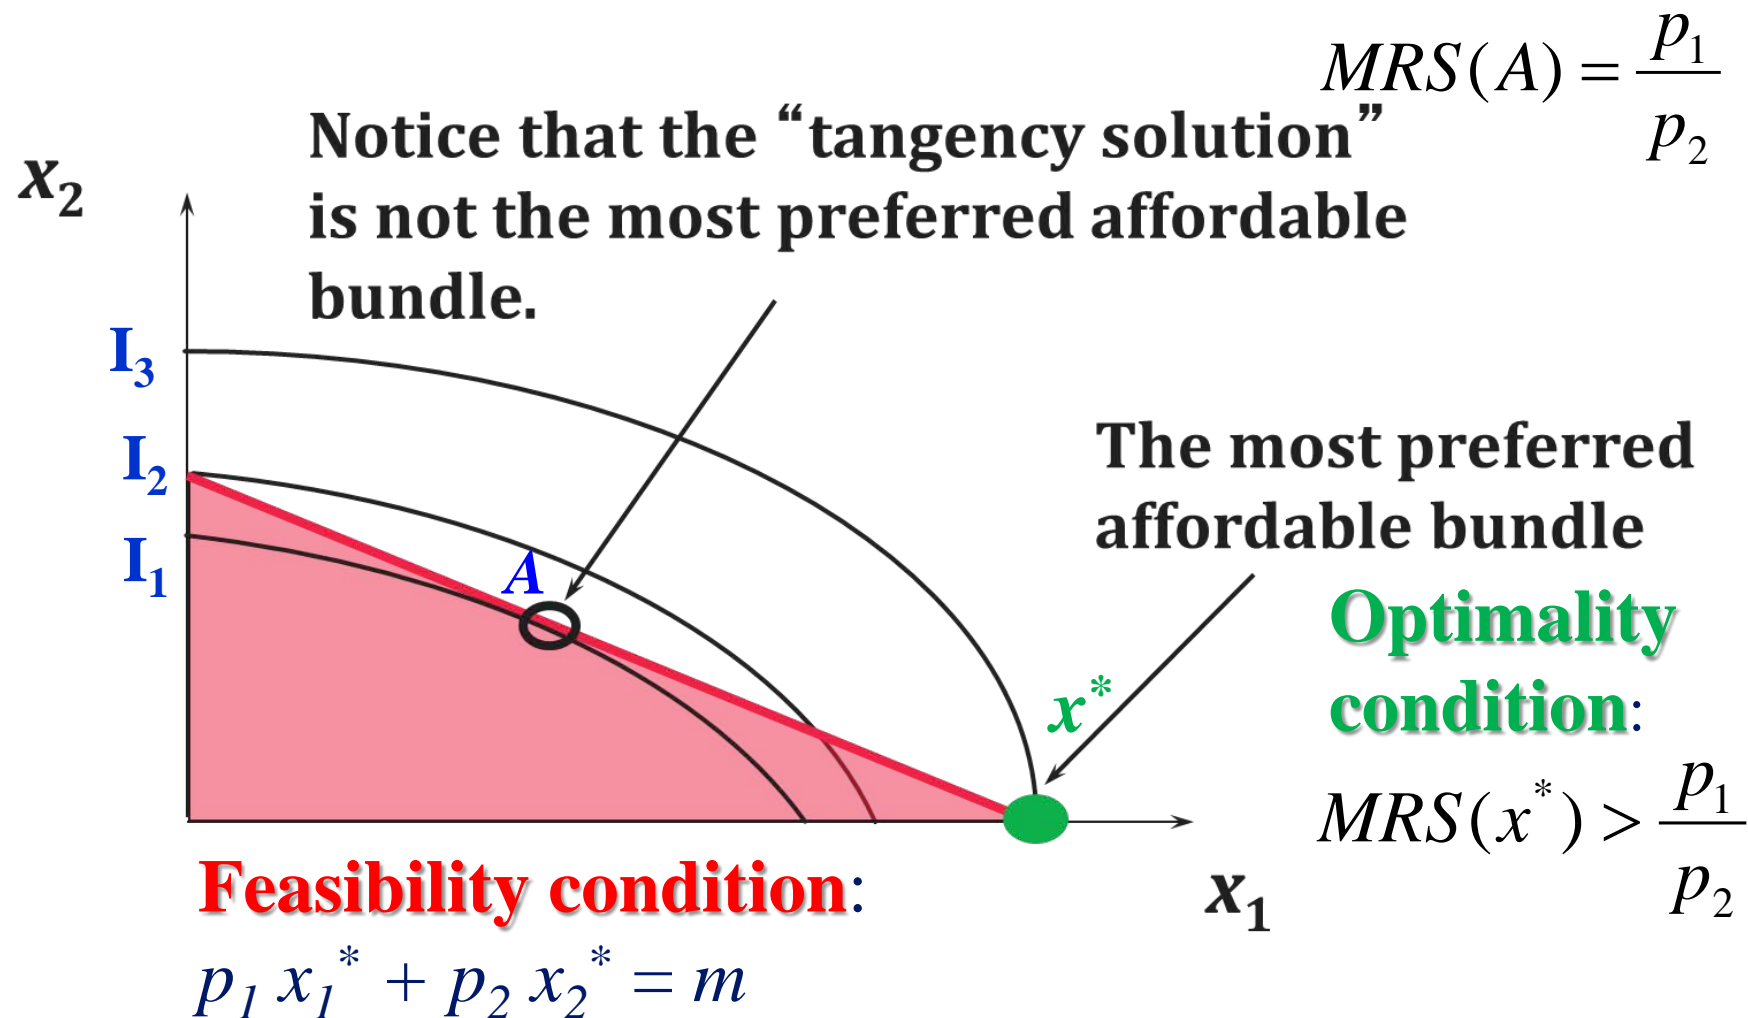 MRS(A) = p₁/p₂
Notice that the “tangency solution”
is not the most preferred affordable
bundle.
x₂
I₃
I₂
I₁
A
The most preferred
affordable bundle
x*
Optimality
condition:
MRS(x*) > p₁/p₂
x₁
Feasibility condition:
p₁ x₁* + p₂ x₂* = m